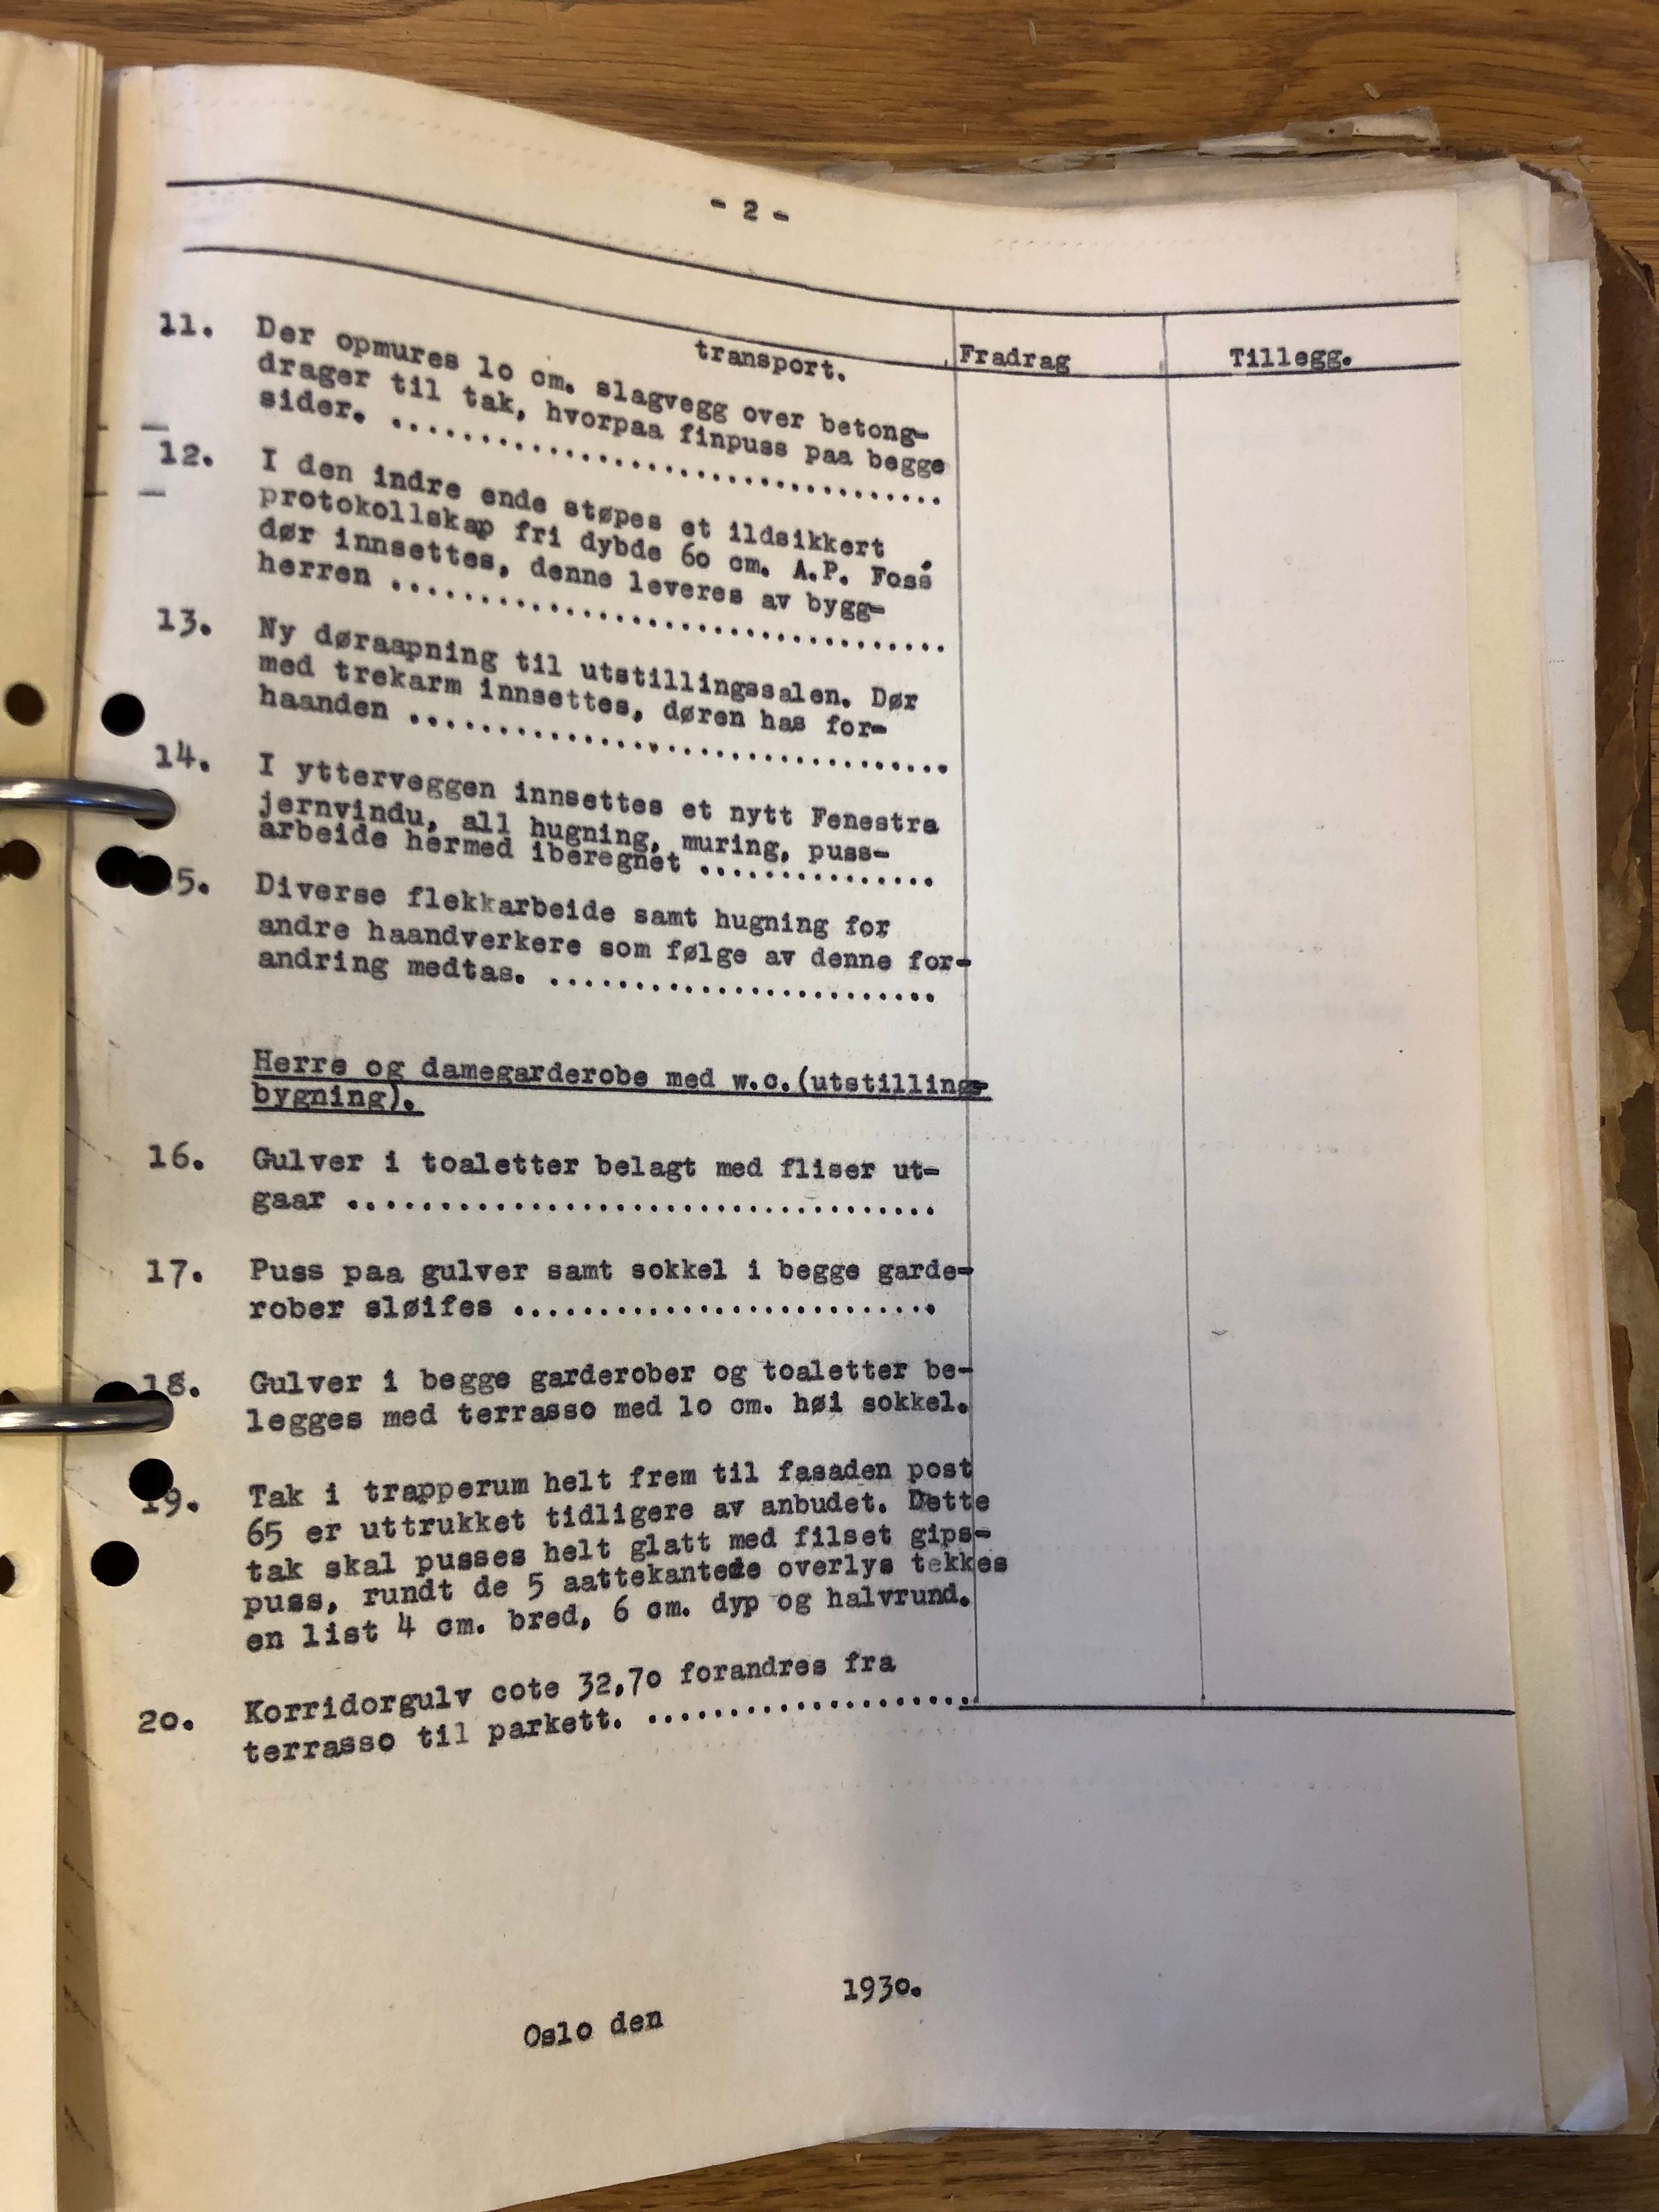 - 2 -
transport. Fradrag Tillegg.
11. Der opmures 10 cm. slagvegg over betong-
drager til tak, hvorpaa finpuss paa begge
sider. ....................................
12. I den indre ende støpes et ildsikkert
protokollskap fri dybde 60 cm. A.P. Foss'
dør innsettes, denne leveres av bygg-
herren ....................................
13. Ny døraapning til utstillingssalen. Dør
med trekarm innsettes, døren has for-
haanden ...................................
14. I ytterveggen innsettes et nytt Fenestra
jernvindu, all hugning, muring, puss-
arbeide hermed iberegnet ...............
5. Diverse flekkarbeide samt hugning for
andre haandverkere som følge av denne for-
andring medtas. ........................
Herre og damegarderobe med w.c.(utstillings-
bygning).
16. Gulver i toaletter belagt med fliser ut-
gaar ...................................
17. Puss paa gulver samt sokkel i begge garde-
rober sløifes ..........................
18. Gulver i begge garderober og toaletter be-
legges med terrasso med 10 cm. høi sokkel.
19. Tak i trapperum helt frem til fasaden post
65 er uttrukket tidligere av anbudet. Dette
tak skal pusses helt glatt med filset gips-
puss, rundt de 5 aattekantede overlys tekkes
en list 4 cm. bred, 6 cm. dyp og halvrund.
20. Korridorgulv cote 32,70 forandres fra
terrasso til parkett. ....................
Oslo den 1930.